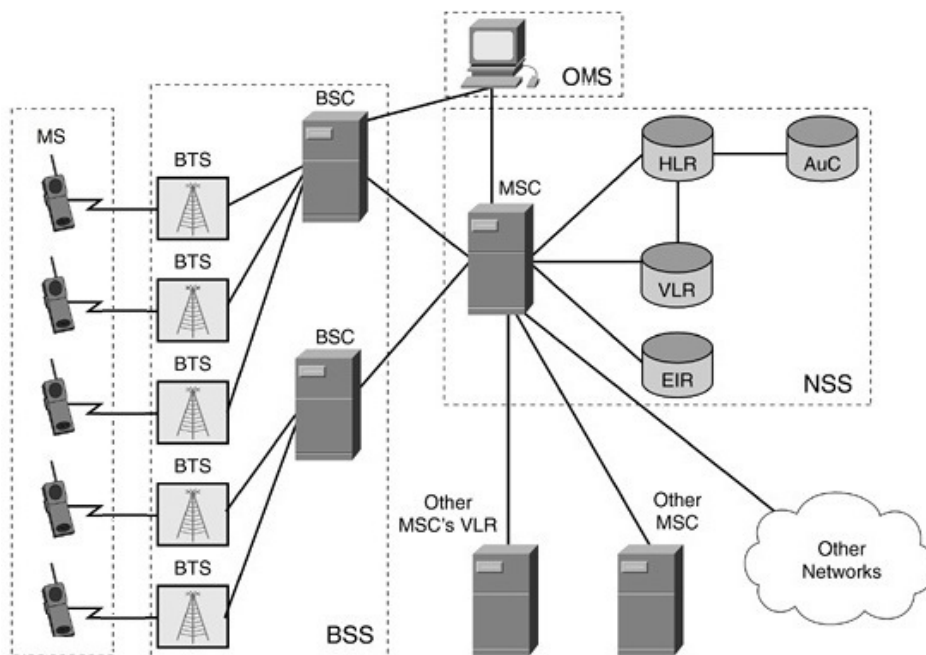 OMS
BSC
MS
BTS
HLR
AuC
MSC
BTS
VLR
BSC
BTS
EIR
NSS
BTS
Other
MSC's VLR
Other
MSC
Other
Networks
BTS
BSS